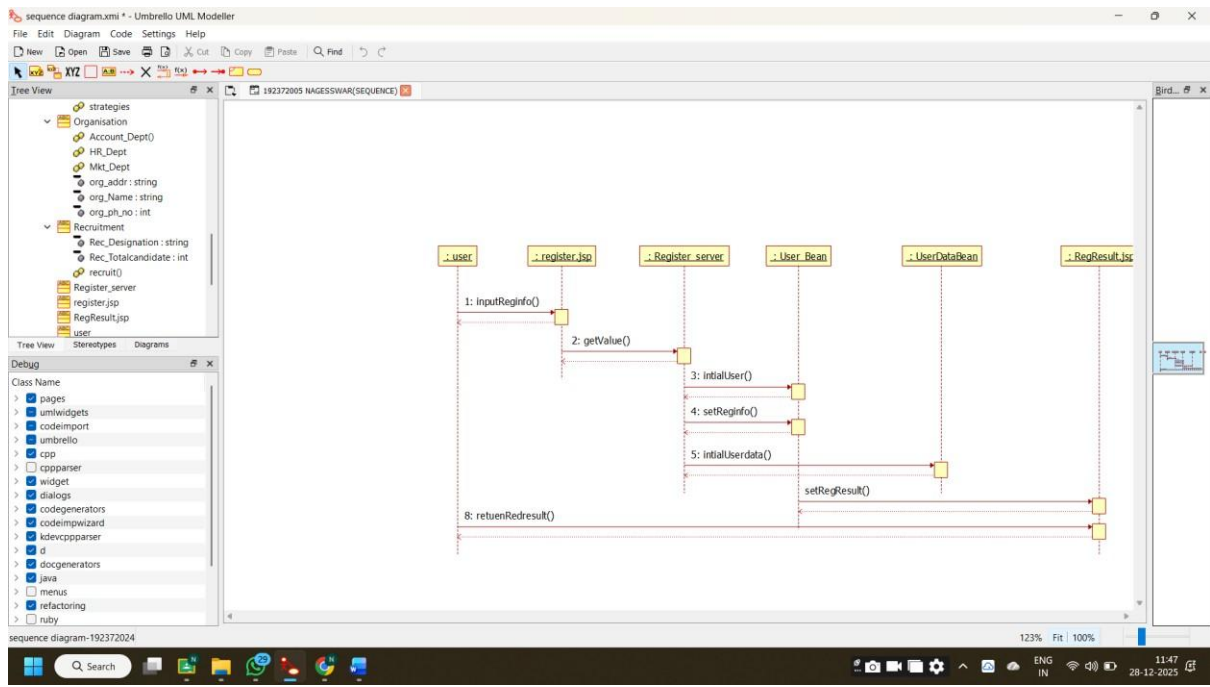 sequence diagram.xmi * - Umbrello UML Modeller
File Edit Diagram Code Settings Help
New Open Save Cut Copy Paste Find
XYZ XYZ A.B f(x)
Tree View
192372005 NAGESSWAR(SEQUENCE)
Bird...
strategies
Organisation
Account_Dept()
HR_Dept
Mkt_Dept
org_addr : string
org_Name : string
org_ph_no : int
Recruitment
Rec_Designation : string
Rec_Totalcandidate : int
recruit()
Register_server
register.jsp
RegResult.jsp
user
Tree View Stereotypes Diagrams
Debug
Class Name
pages
umlwidgets
codeimport
umbrello
cpp
cppparser
widget
dialogs
codegenerators
codeimpwizard
kdevcppparser
d
docgenerators
java
menus
refactoring
ruby
: user : register.jsp : Register_server : User_Bean : UserDataBean : RegResult.jsp
1: inputReginfo()
2: getValue()
3: intialUser()
4: setReginfo()
5: intialUserdata()
setRegResult()
8: retuenRedresult()
sequence diagram-192372024
123% Fit 100%
Search
ENG
IN
11:47
28-12-2025